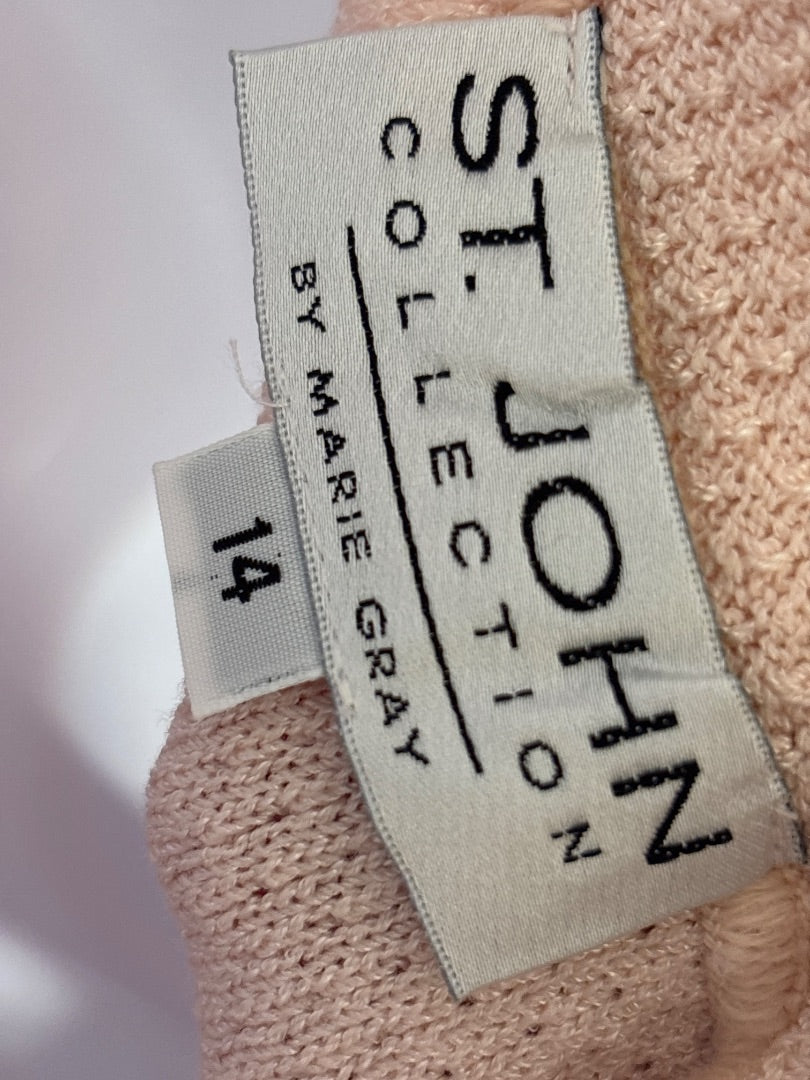 ST. JOHN
COLLECTION
BY MARIE GRAY
14